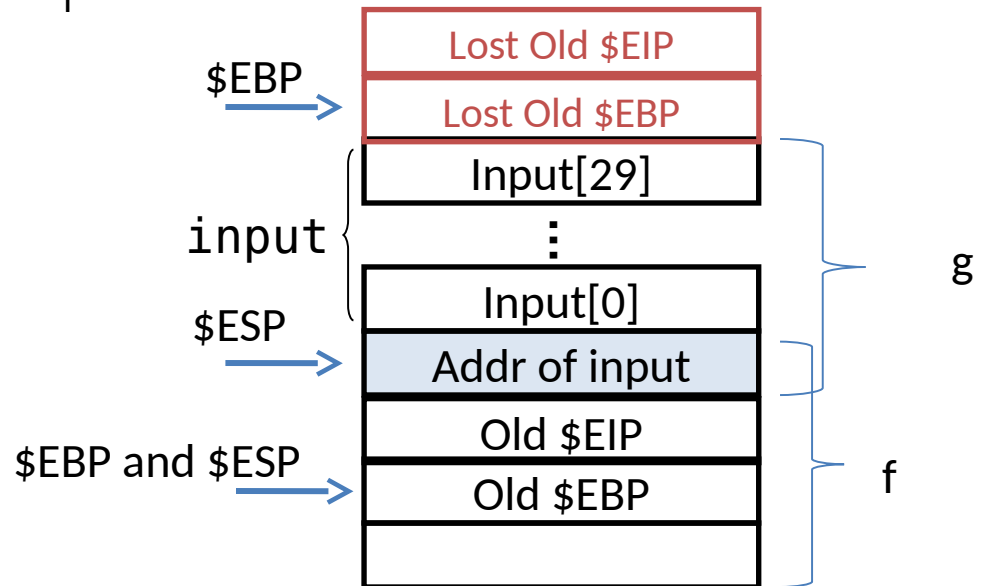 Lost Old $EIP
$EBP
Lost Old $EBP
Input[29]
input
⋮
g
Input[0]
$ESP
Addr of input
Old $EIP
$EBP and $ESP
f
Old $EBP